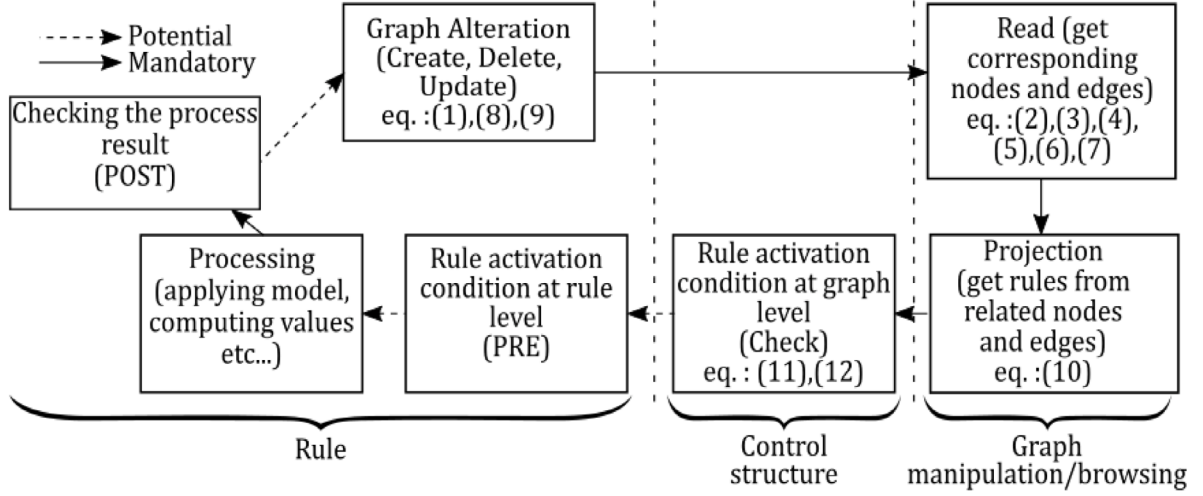 Potential
Mandatory
Checking the process
result
(POST)
Graph Alteration
(Create, Delete,
Update)
eq. :(1),(8),(9)
Read (get
corresponding
nodes and edges)
eq. :(2),(3),(4),
(5),(6),(7)
Processing
(applying model,
computing values
etc...)
Rule activation
condition at rule
level
(PRE)
Rule activation
condition at graph
level
(Check)
eq. : (11),(12)
Projection
(get rules from
related nodes
and edges)
eq. :(10)
Rule
Control
structure
Graph
manipulation/browsing